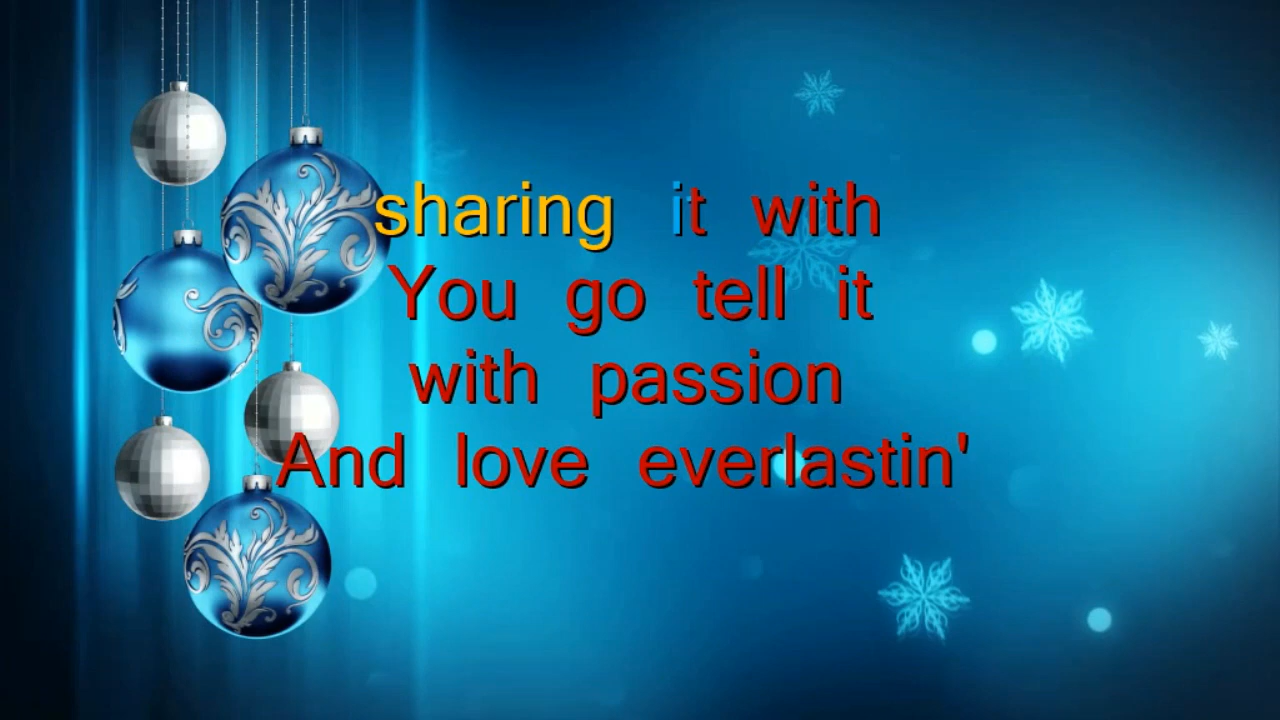 sharing it with
You go tell it
with passion
And love everlastin'